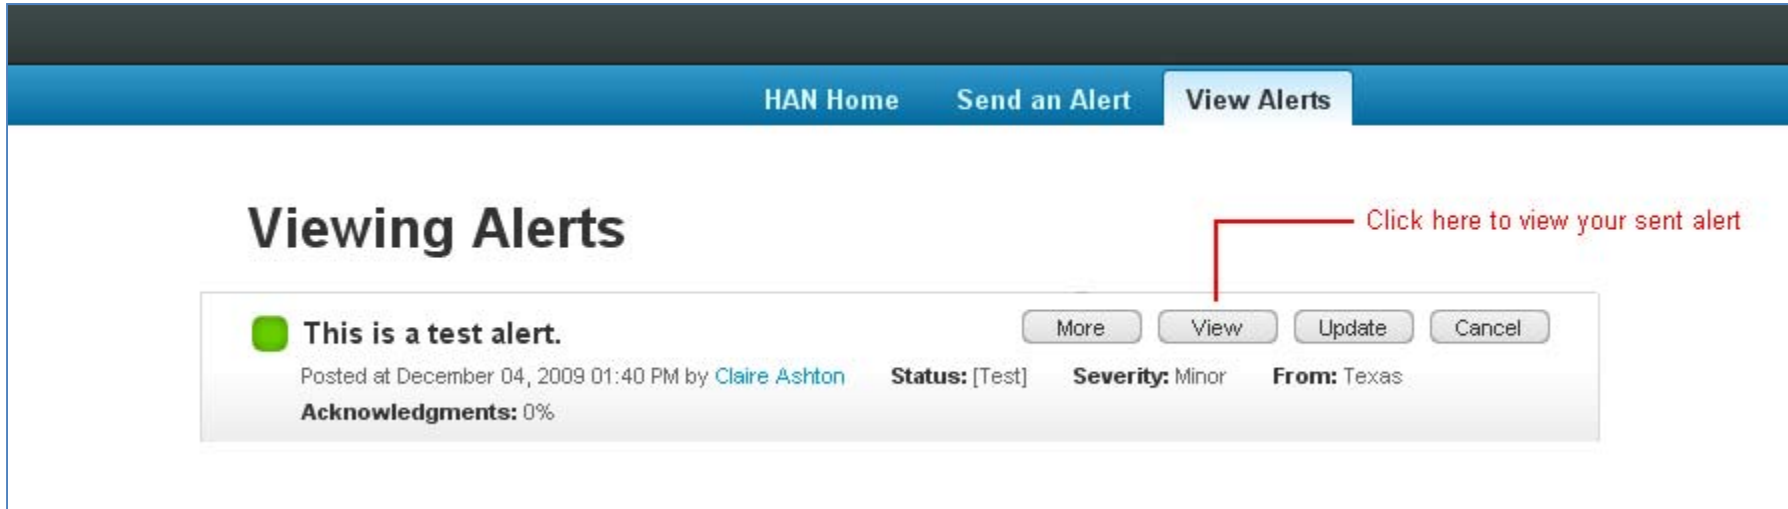 HAN Home Send an Alert View Alerts
Viewing Alerts
Click here to view your sent alert
This is a test alert.
More View Update Cancel
Posted at December 04, 2009 01:40 PM by Claire Ashton Status: [Test] Severity: Minor From: Texas
Acknowledgments: 0%